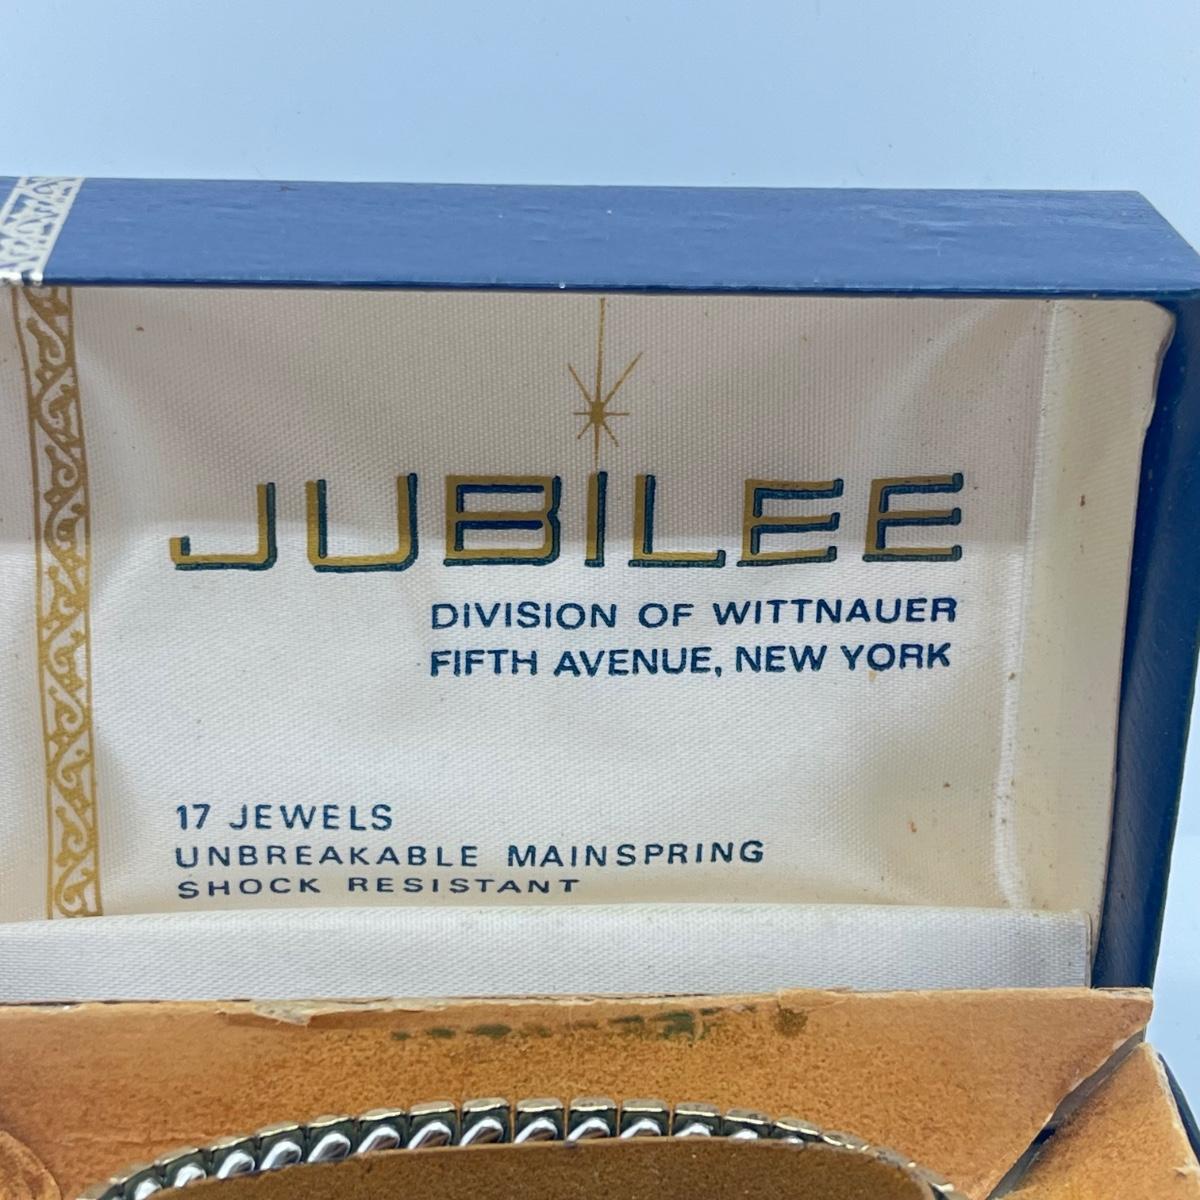 JUBILEE
DIVISION OF WITTNAUER
FIFTH AVENUE, NEW YORK
17 JEWELS
UNBREAKABLE MAINSPRING
SHOCK RESISTANT